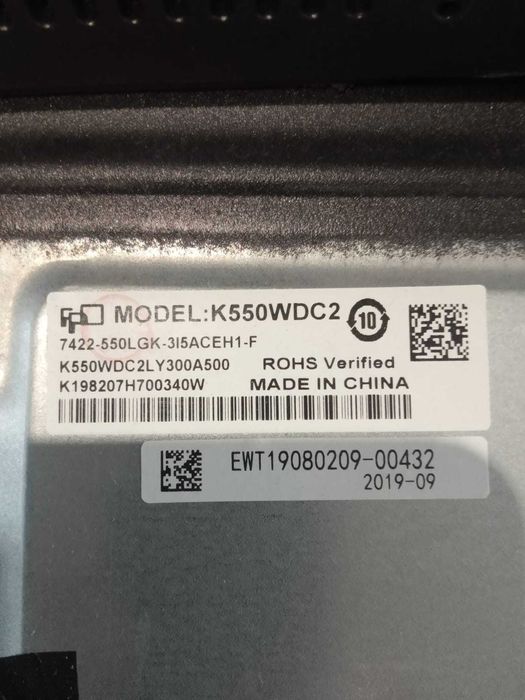 MODEL:K550WDC2
10
7422-550LGK-3I5ACEH1-F
K550WDC2LY300A500 ROHS Verified
K198207H700340W MADE IN CHINA
EWT19080209-00432
2019-09